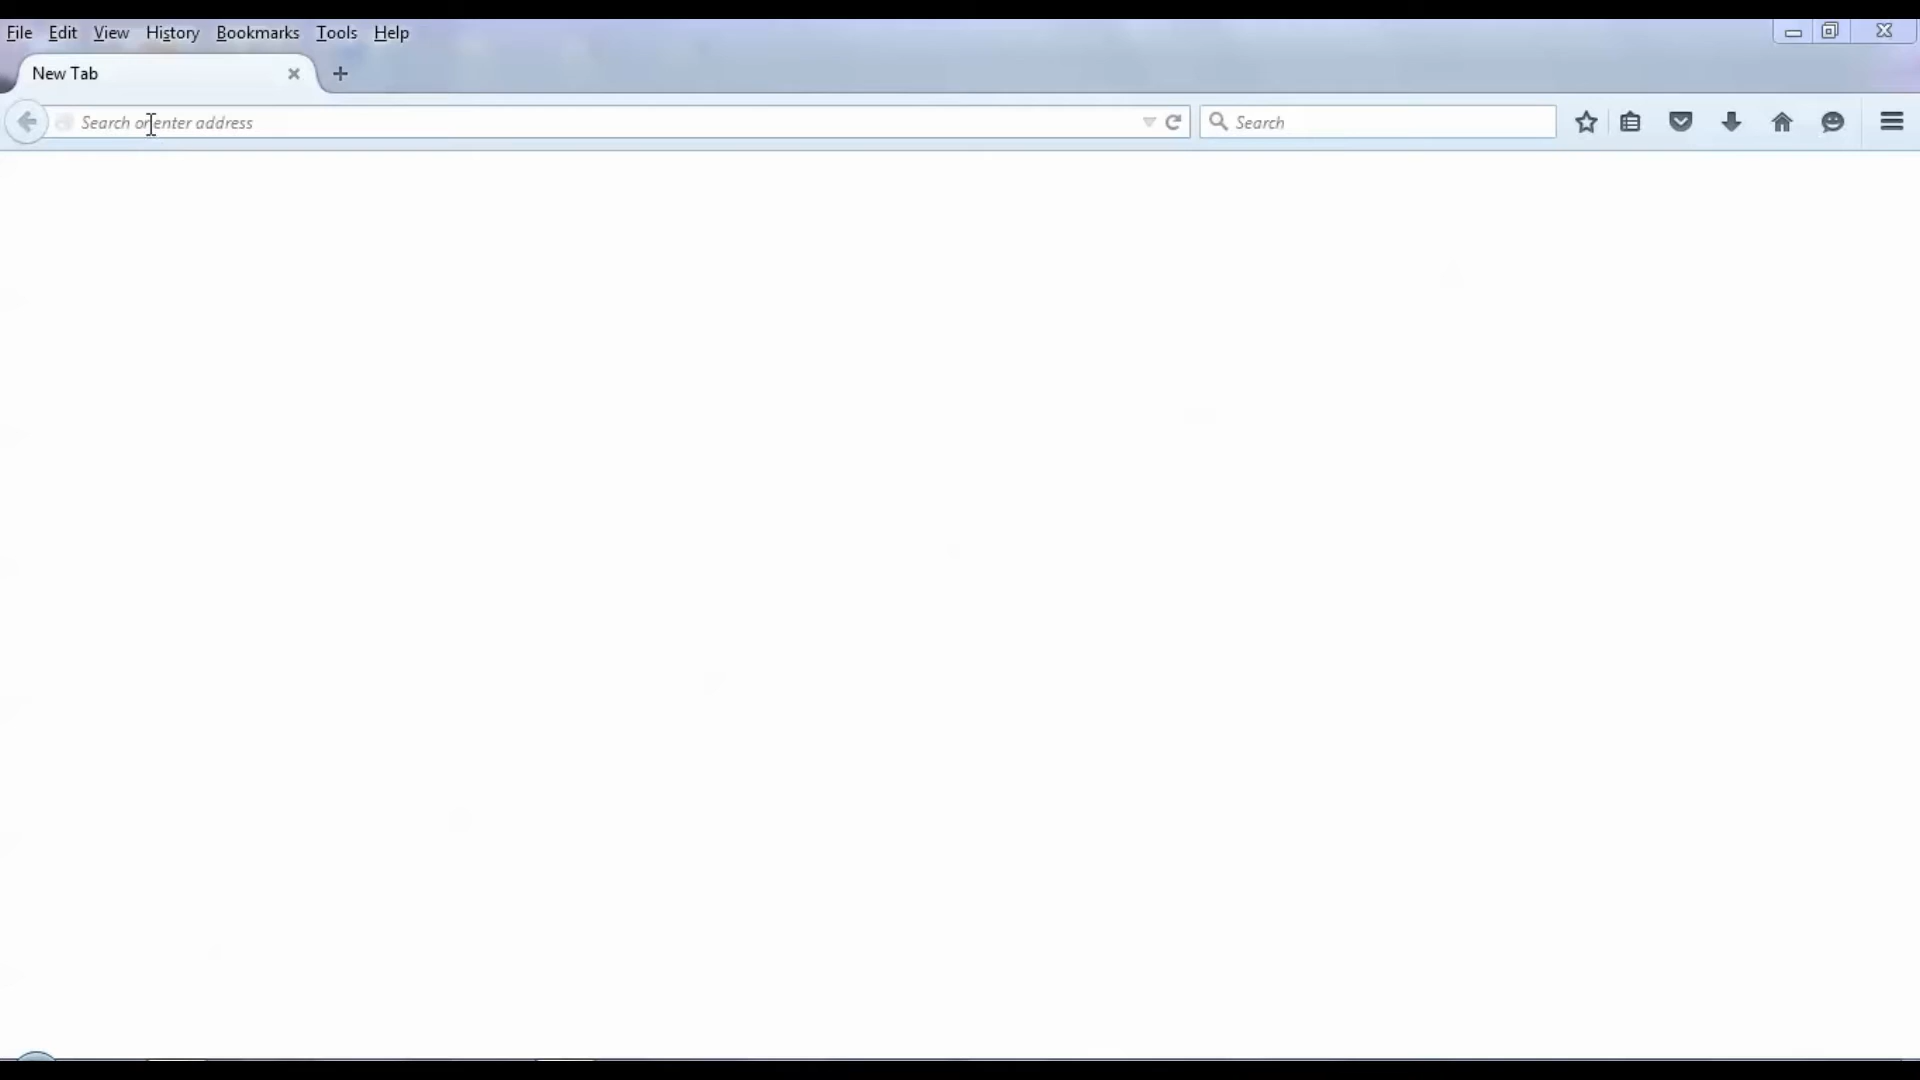 File Edit View History Bookmarks Tools Help
New Tab
Search or enter address Search